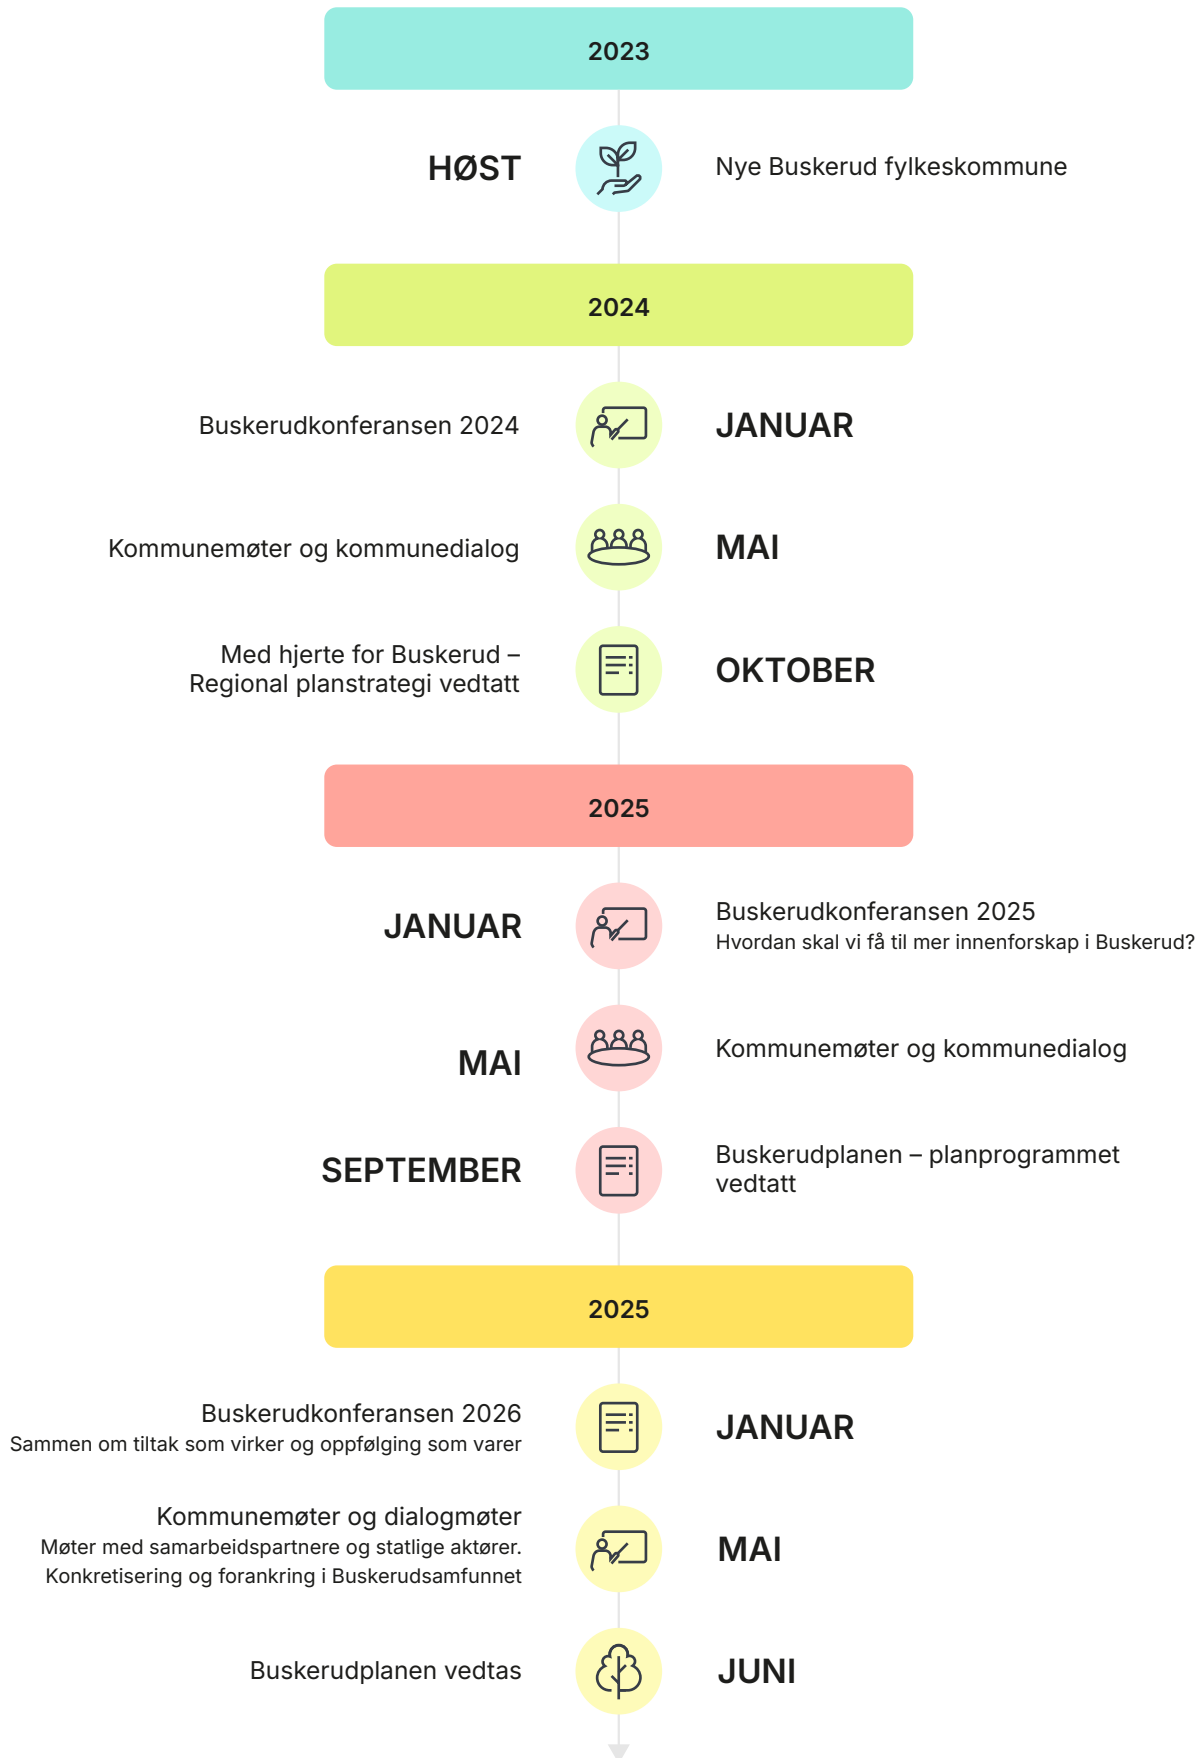 2023
HØST
Nye Buskerud fylkeskommune
2024
Buskerudkonferansen 2024
JANUAR
Kommunemøter og kommunedialog
MAI
Med hjerte for Buskerud –
Regional planstrategi vedtatt
OKTOBER
2025
JANUAR
Buskerudkonferansen 2025
Hvordan skal vi få til mer innenforskap i Buskerud?
MAI
Kommunemøter og kommunedialog
SEPTEMBER
Buskerudplanen – planprogrammet
vedtatt
2025
Buskerudkonferansen 2026
Sammen om tiltak som virker og oppfølging som varer
JANUAR
Kommunemøter og dialogmøter
Møter med samarbeidspartnere og statlige aktører.
Konkretisering og forankring i Buskerudsamfunnet
MAI
Buskerudplanen vedtas
JUNI